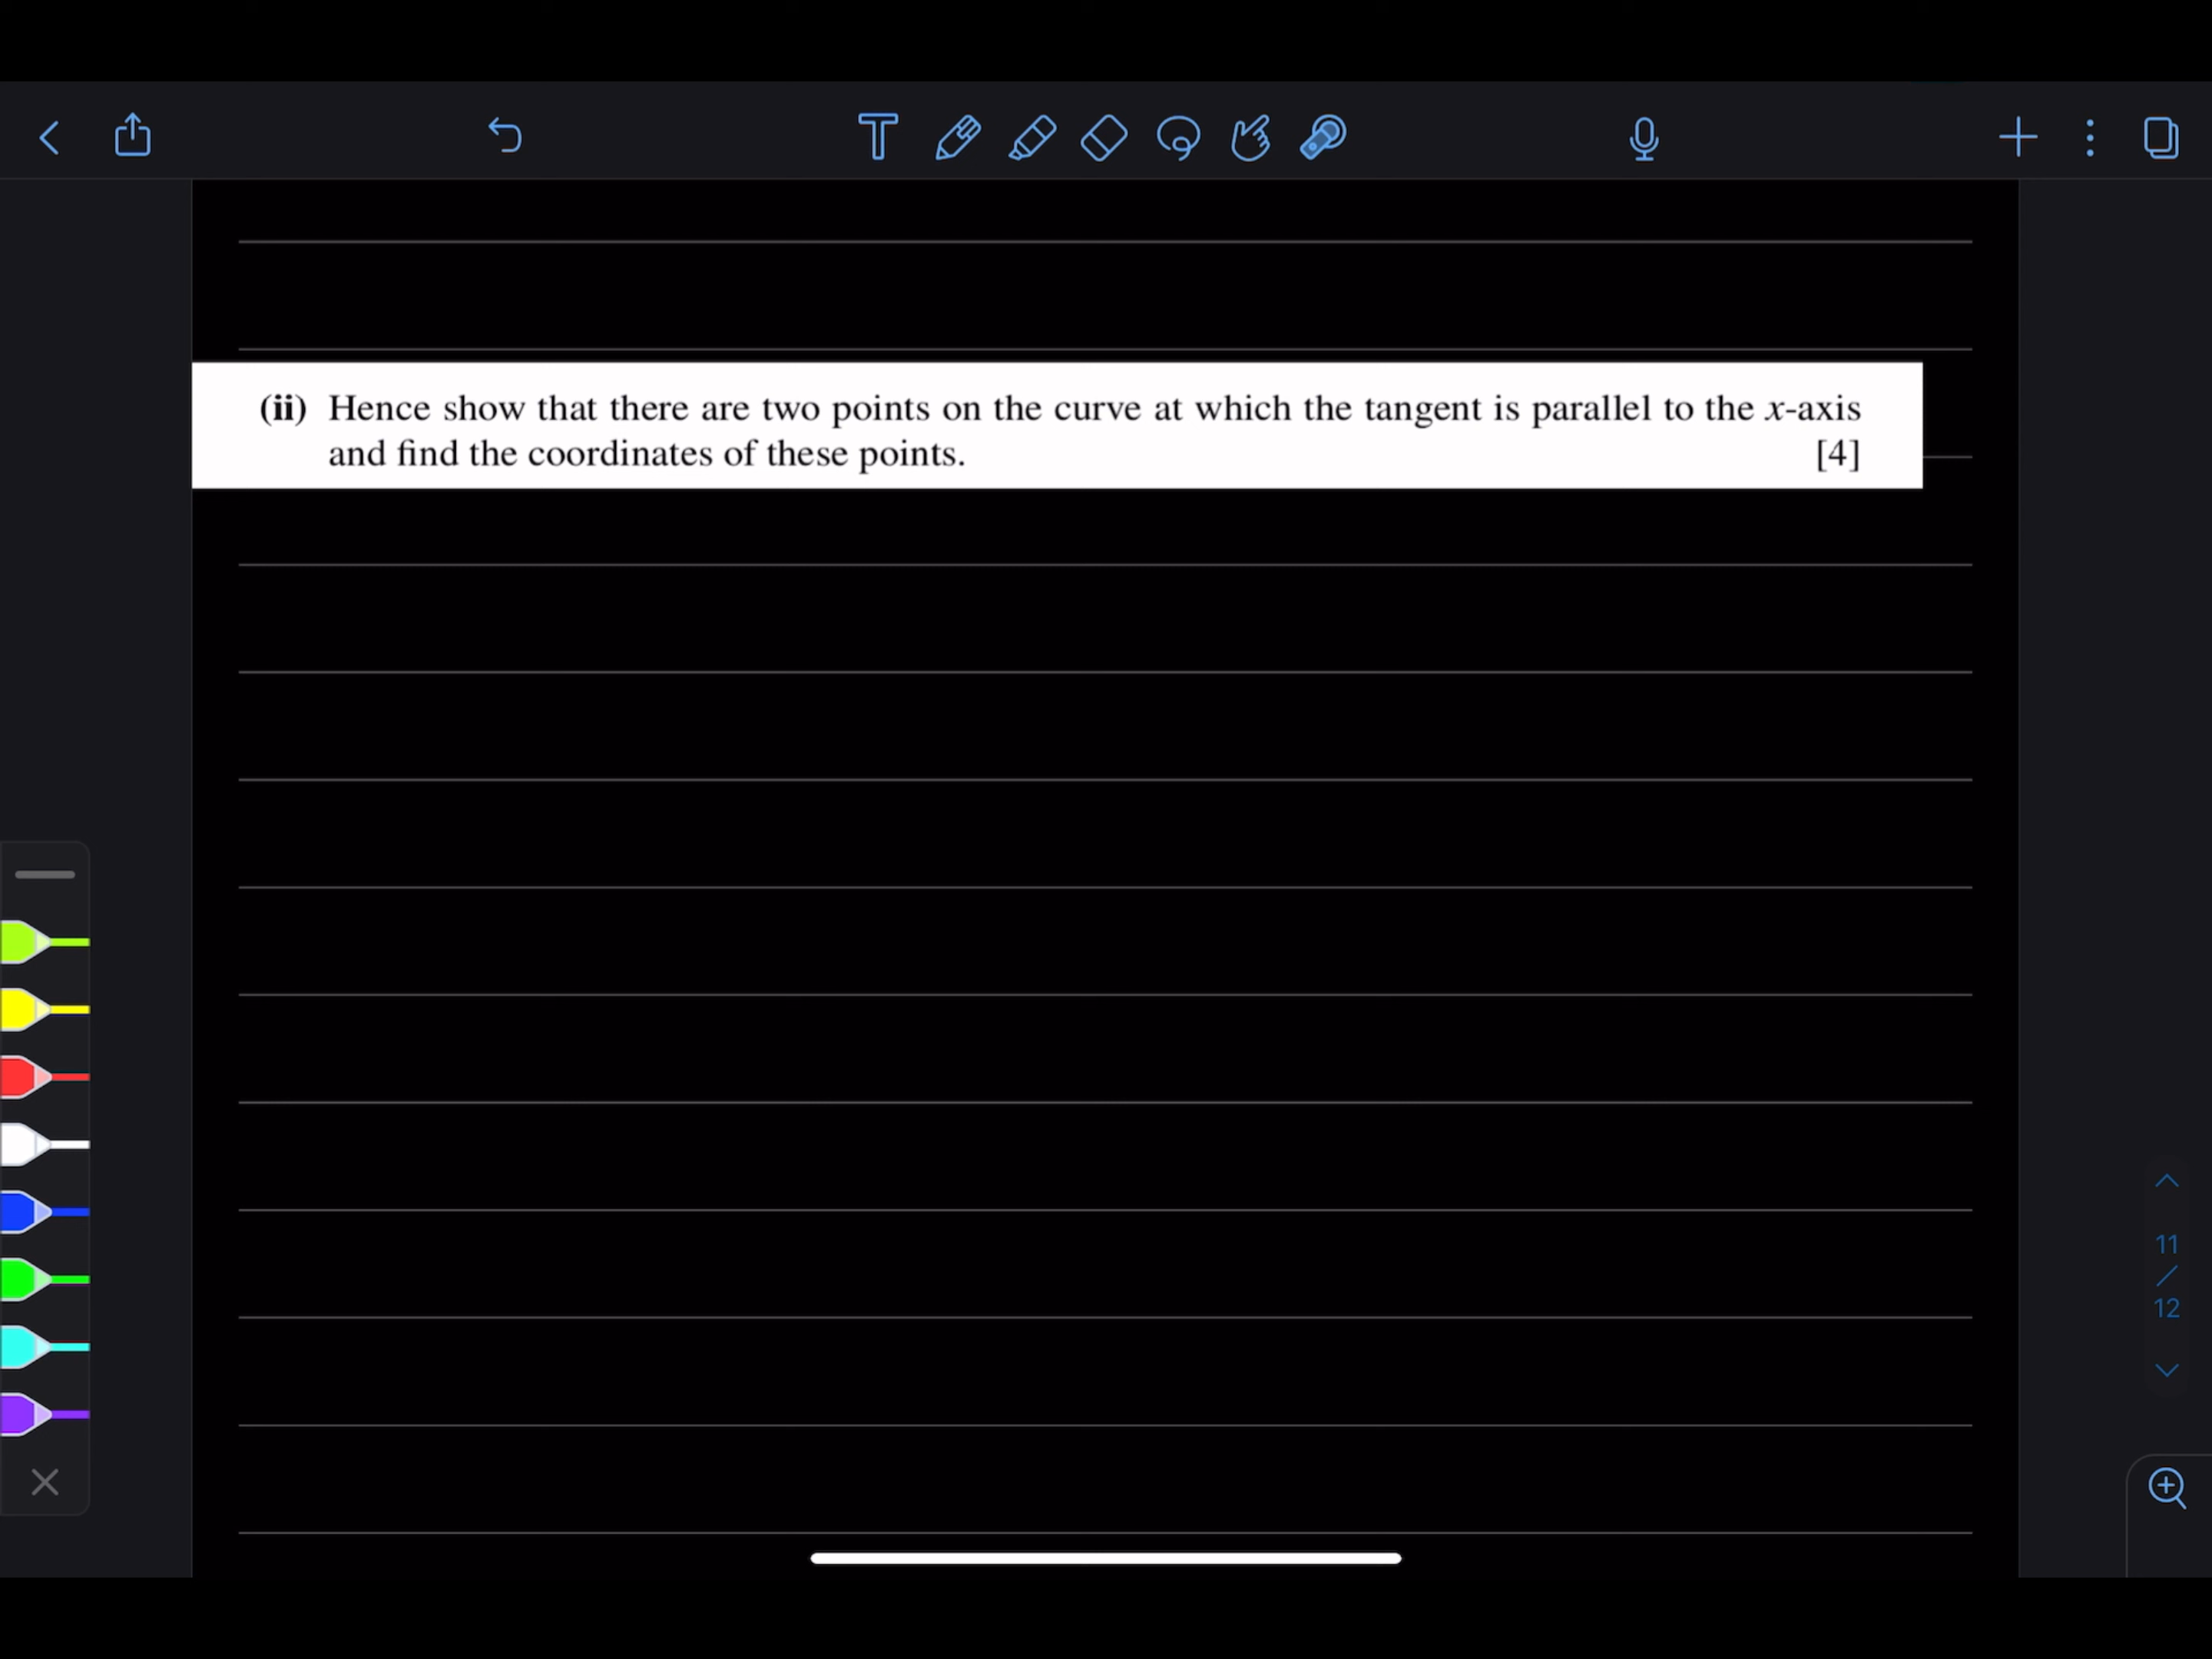 (ii) Hence show that there are two points on the curve at which the tangent is parallel to the x-axis
and find the coordinates of these points. [4]
11
/
12